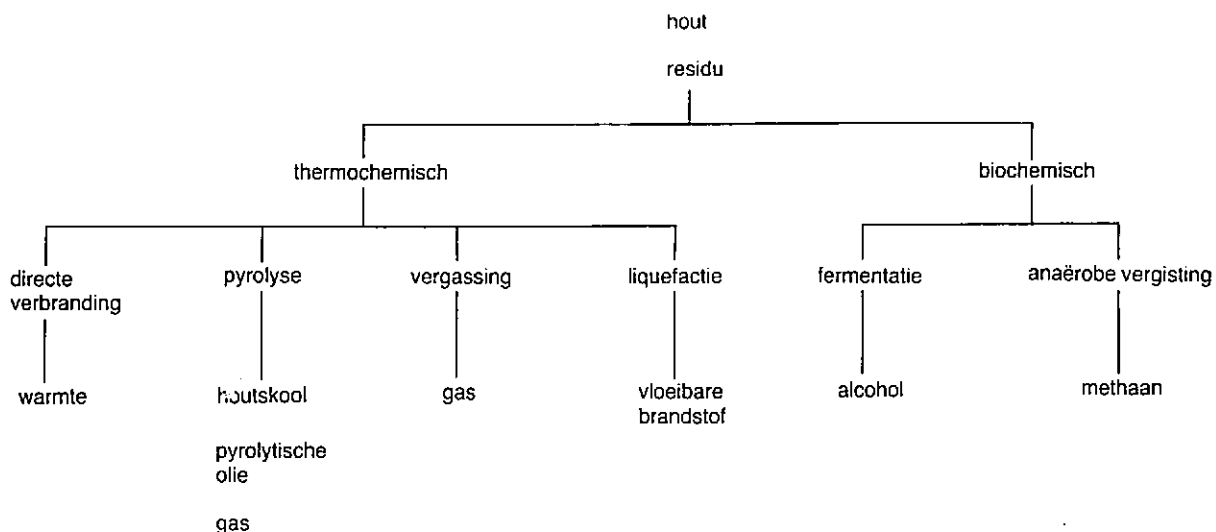 hout
residu
thermochemisch
biochemisch
directe
verbranding
pyrolyse
vergassing
liquefactie
fermentatie
anaërobe vergisting
warmte
houtskool
gas
vloeibare
brandstof
alcohol
methaan
pyrolytische
olie
gas